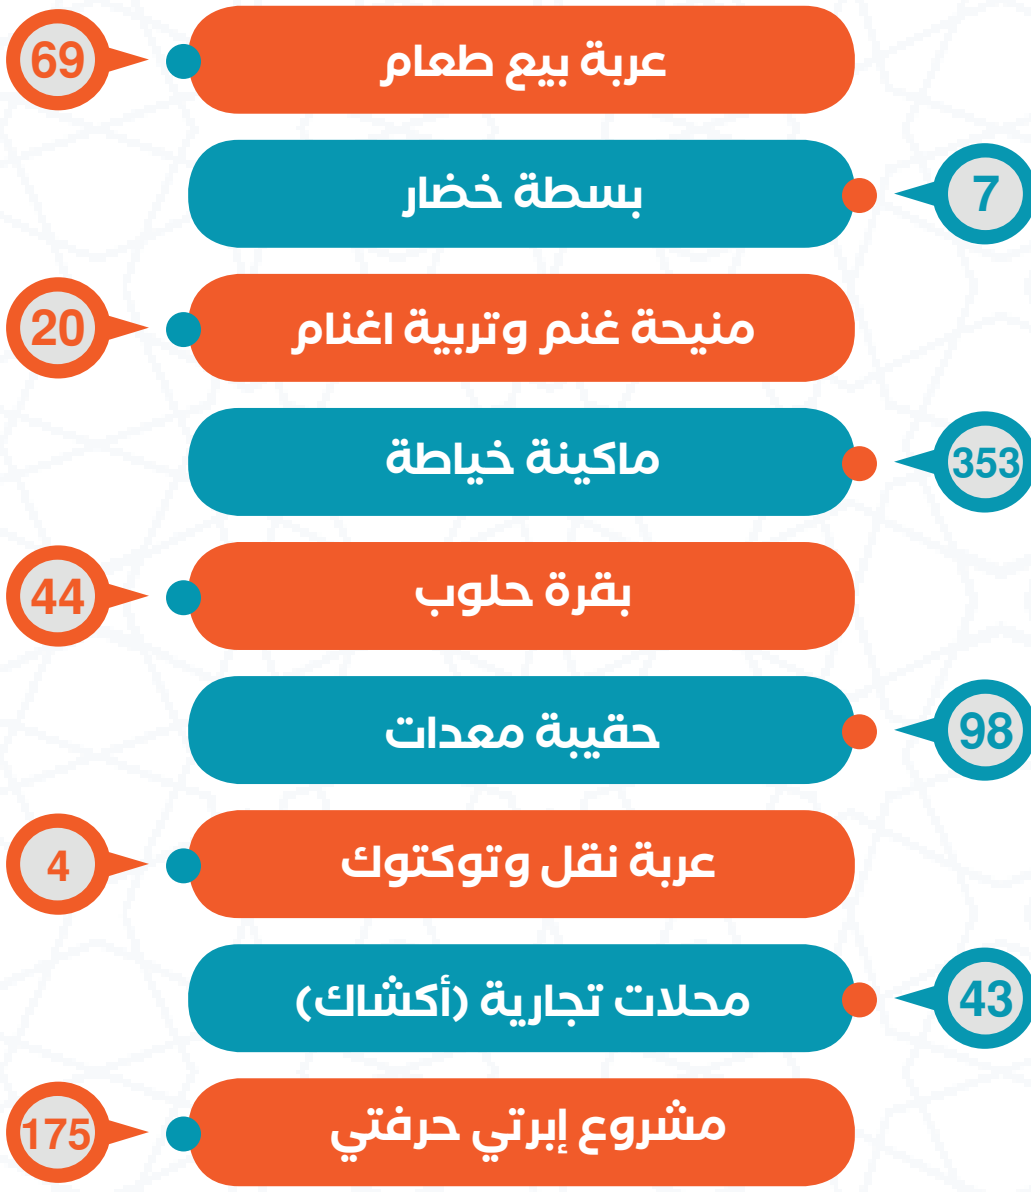 69
عربة بيع طعام
بسطة خضار
7
20
منيحة غنم وتربية اغنام
ماكينة خياطة
353
44
بقرة حلوب
حقيبة معدات
98
4
عربة نقل وتوكتوك
محلات تجارية (أكشاك)
43
175
مشروع إبرتي حرفتي